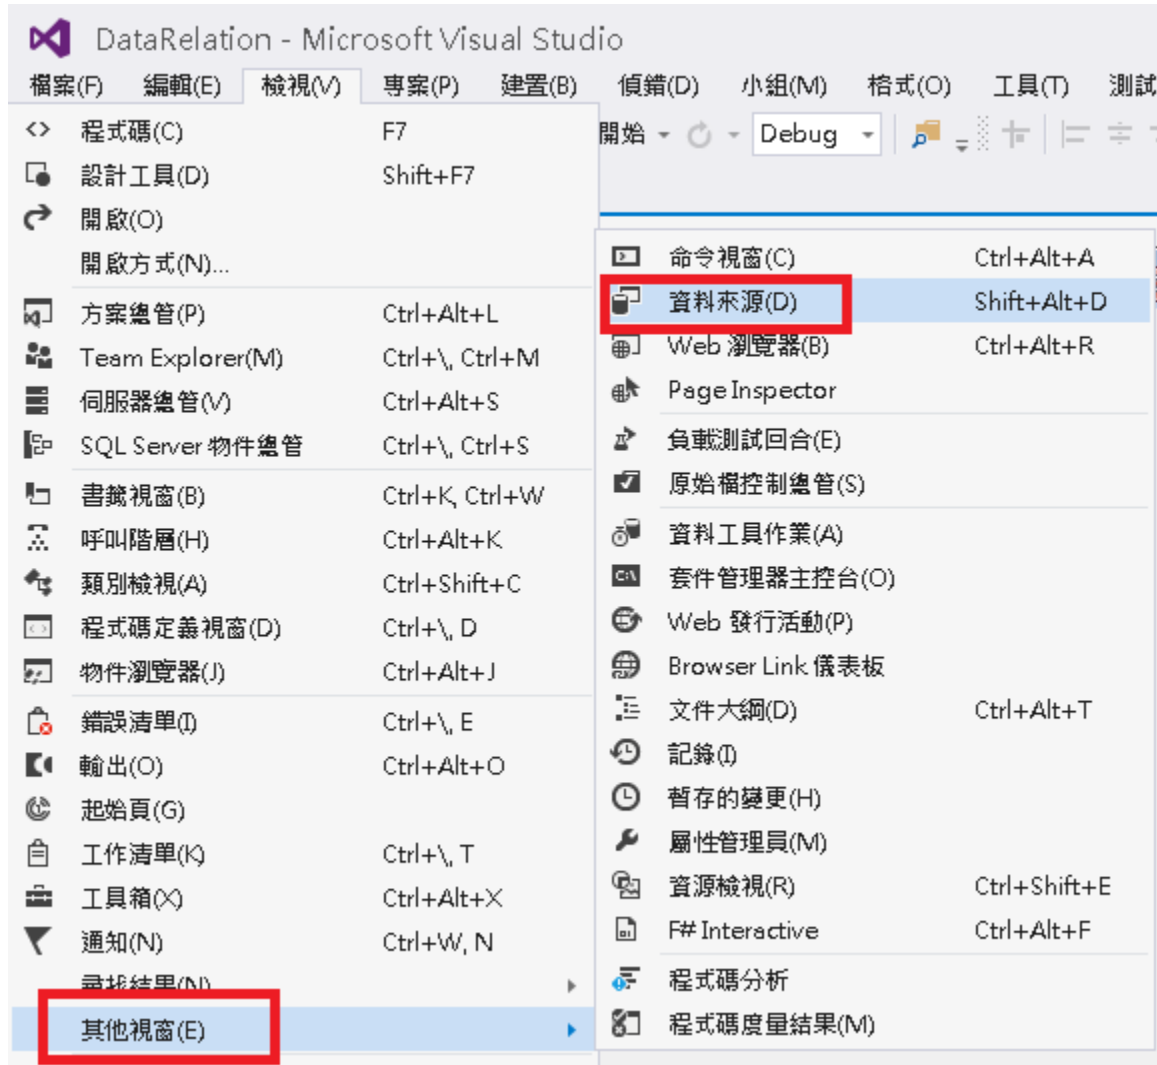 DataRelation - Microsoft Visual Studio
檔案(F) 編輯(E) 檢視(V) 專案(P) 建置(B) 偵錯(D) 小組(M) 格式(O) 工具(T) 測試
開始 Debug
程式碼(C) F7
設計工具(D) Shift+F7
開啟(O)
開啟方式(N)...
方案總管(P) Ctrl+Alt+L
Team Explorer(M) Ctrl+\, Ctrl+M
伺服器總管(V) Ctrl+Alt+S
SQL Server 物件總管 Ctrl+\, Ctrl+S
書籤視窗(B) Ctrl+K, Ctrl+W
呼叫階層(H) Ctrl+Alt+K
類別檢視(A) Ctrl+Shift+C
程式碼定義視窗(D) Ctrl+\, D
物件瀏覽器(J) Ctrl+Alt+J
錯誤清單(I) Ctrl+\, E
輸出(O) Ctrl+Alt+O
起始頁(G)
工作清單(K) Ctrl+\, T
工具箱(X) Ctrl+Alt+X
通知(N) Ctrl+W, N
尋找結果(N)
其他視窗(E)
命令視窗(C) Ctrl+Alt+A
資料來源(D) Shift+Alt+D
Web 瀏覽器(B) Ctrl+Alt+R
Page Inspector
負載測試回合(E)
原始檔控制總管(S)
資料工具作業(A)
套件管理器主控台(O)
Web 發行活動(P)
Browser Link 儀表板
文件大綱(D) Ctrl+Alt+T
記錄(I)
暫存的變更(H)
屬性管理員(M)
資源檢視(R) Ctrl+Shift+E
F# Interactive Ctrl+Alt+F
程式碼分析
程式碼度量結果(M)